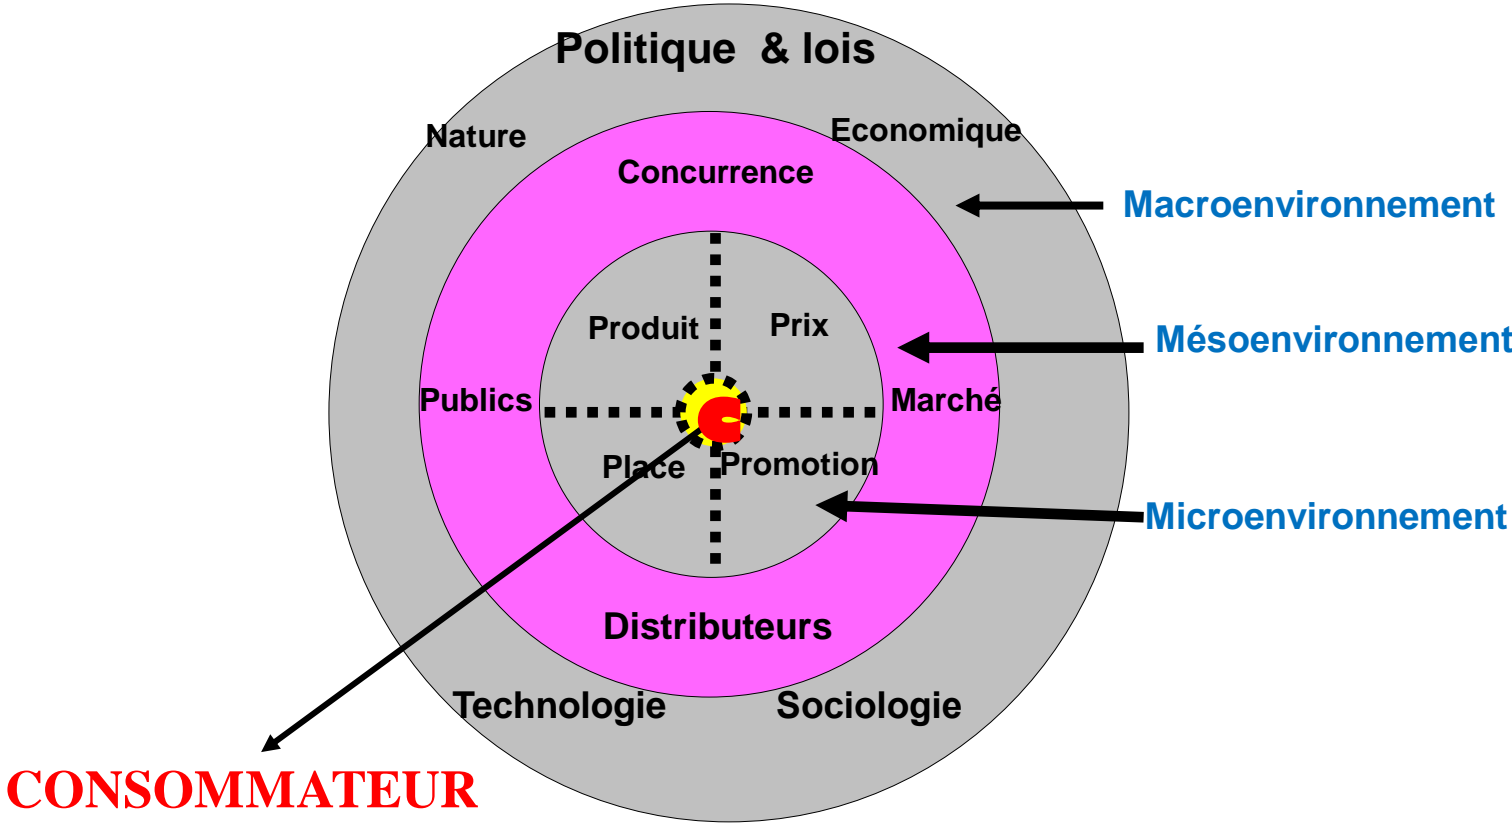 Politique & lois
Nature
Economique
Concurrence
Macroenvironnement
Produit
Prix
Mésoenvironnement
Publics
Marché
Place
Promotion
Microenvironnement
Distributeurs
Technologie
Sociologie
CONSOMMATEUR